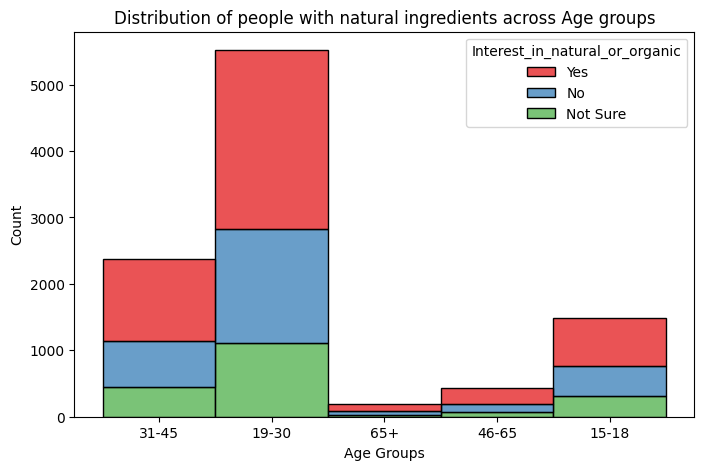 Distribution of people with natural ingredients across Age groups
Interest_in_natural_or_organic
Yes
No
Not Sure
Count
5000
4000
3000
2000
1000
0
31-45
19-30
65+
46-65
15-18
Age Groups